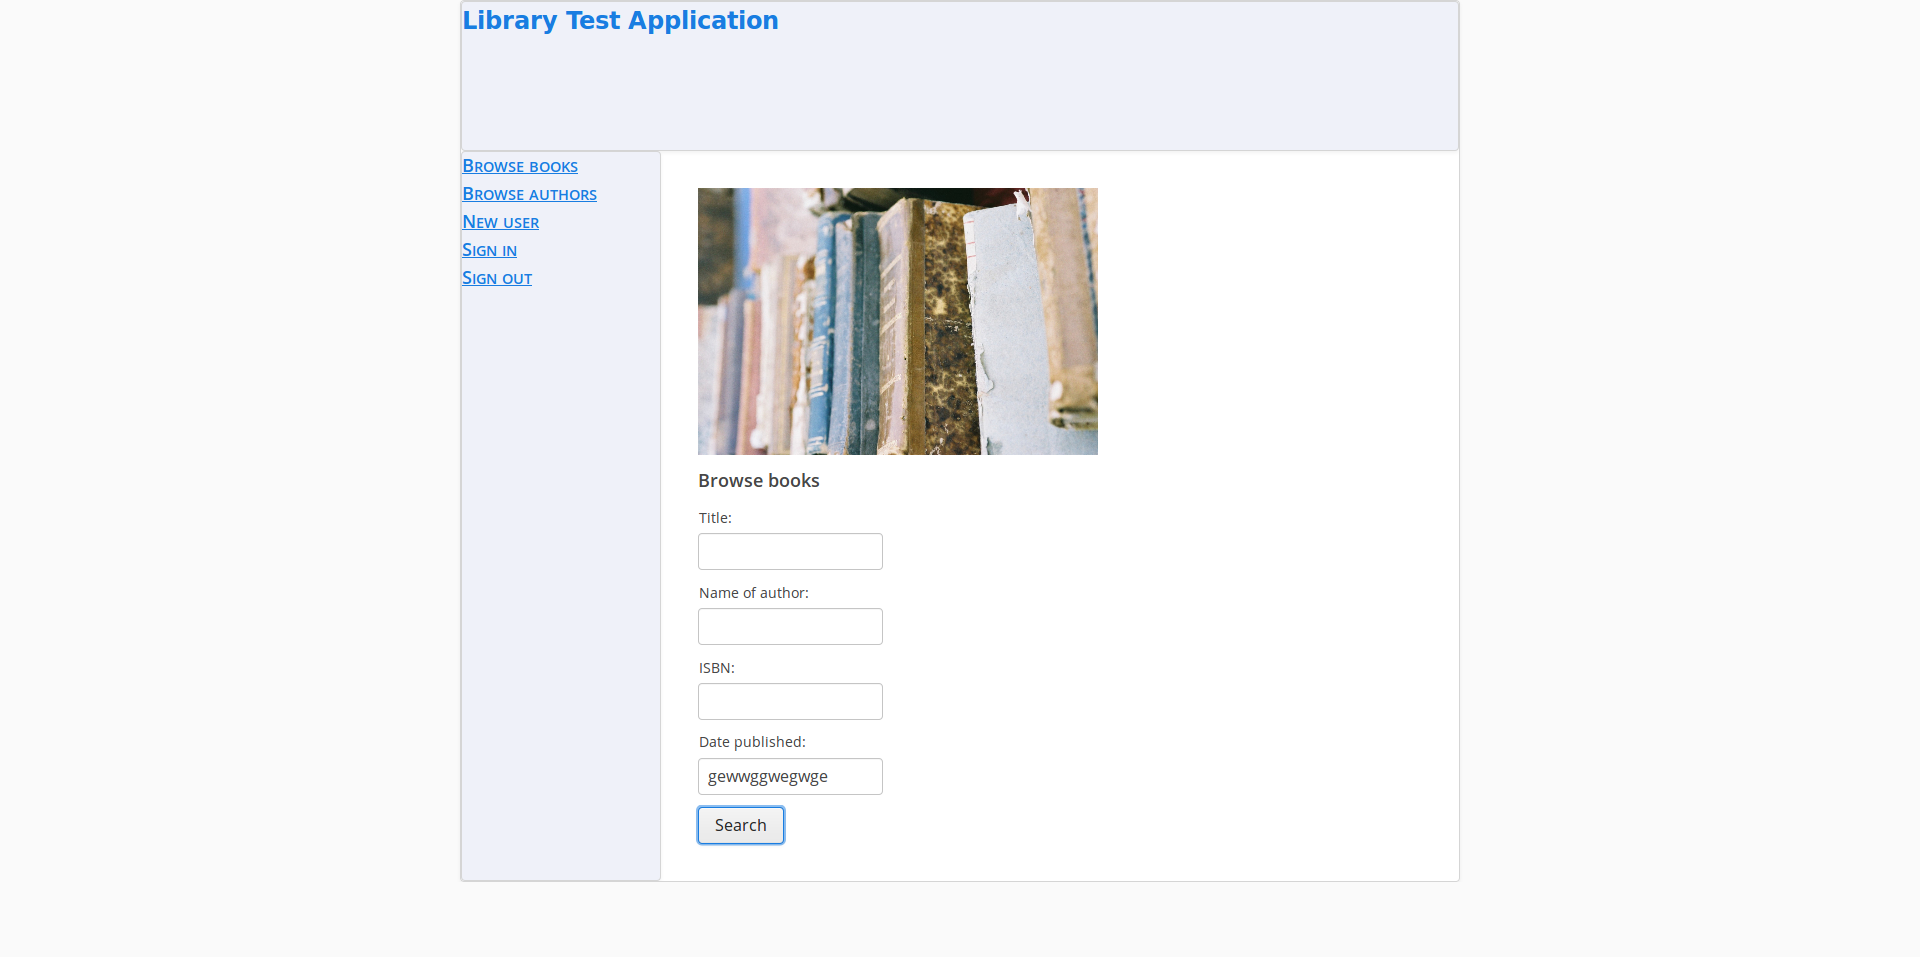 Library Test Application
Browse books
Browse authors
New user
Sign in
Sign out
Browse books
Title:
Name of author:
ISBN:
Date published:
gewwggwegwge
Search